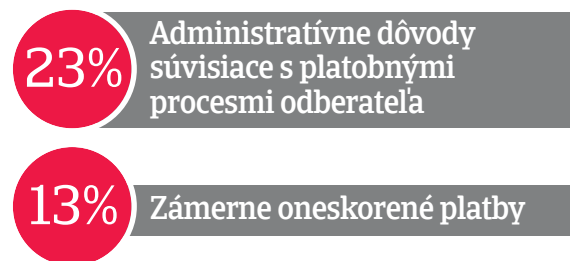 23%
Administratívne dôvody
súvisiace s platobnými
procesmi odberateľa
13%
Zámerne oneskorené platby